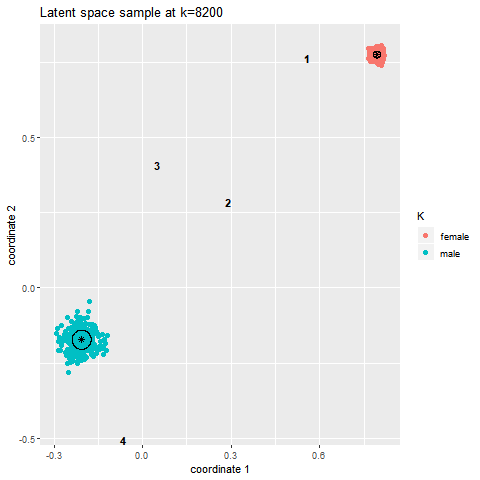 Latent space sample at k=8200
1
0.5
3
2
K
female
male
coordinate 2
0.0
-0.5
4
-0.3
0.0
0.3
0.6
coordinate 1